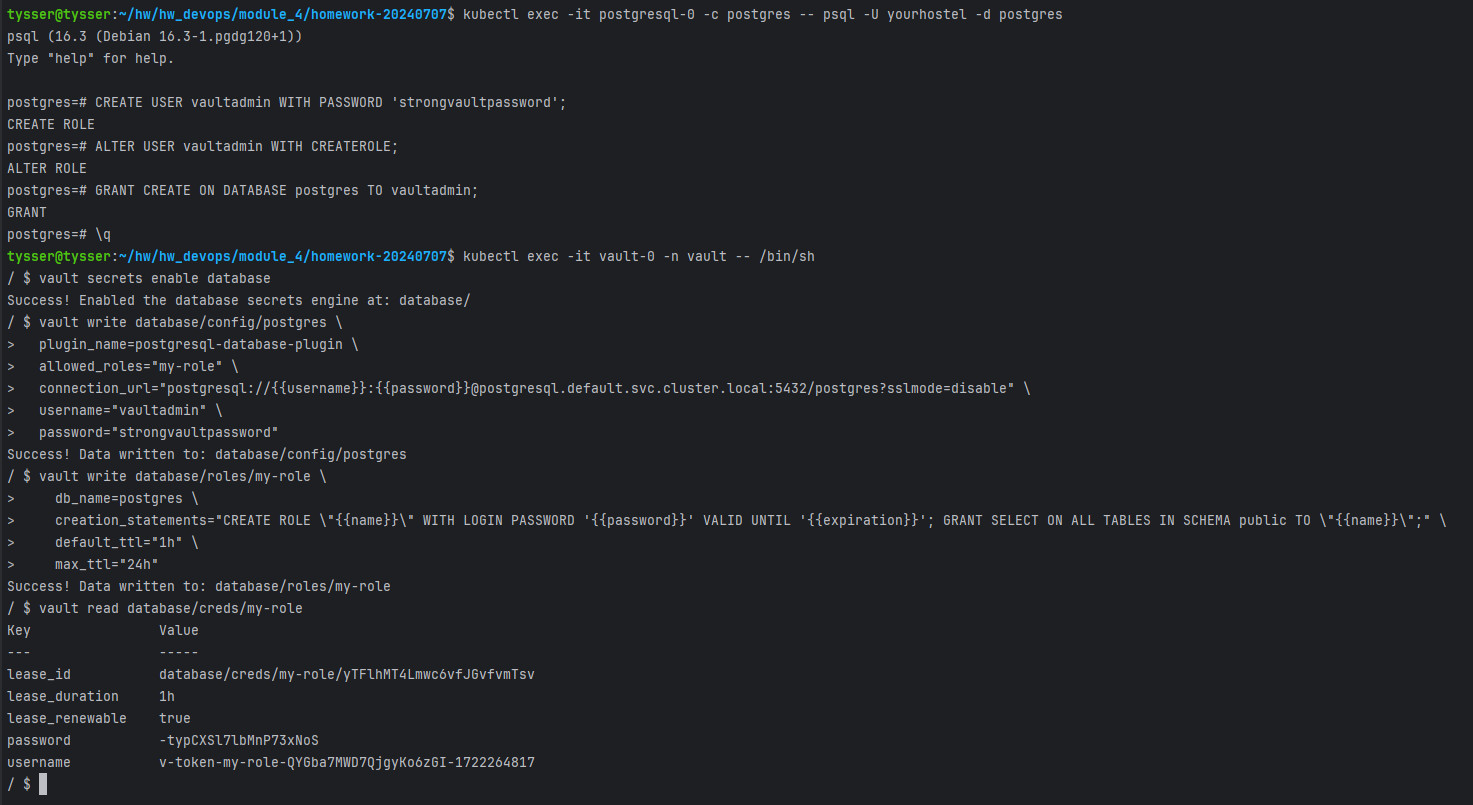 tysser@tysser:~/hw/hw_devops/module_4/homework-20240707$ kubectl exec -it postgresql-0 -c postgres -- psql -U yourhostel -d postgres
psql (16.3 (Debian 16.3-1.pgdg120+1))
Type "help" for help.

postgres=# CREATE USER vaultadmin WITH PASSWORD 'strongvaultpassword';
CREATE ROLE
postgres=# ALTER USER vaultadmin WITH CREATEROLE;
ALTER ROLE
postgres=# GRANT CREATE ON DATABASE postgres TO vaultadmin;
GRANT
postgres=# \q
tysser@tysser:~/hw/hw_devops/module_4/homework-20240707$ kubectl exec -it vault-0 -n vault -- /bin/sh
/ $ vault secrets enable database
Success! Enabled the database secrets engine at: database/
/ $ vault write database/config/postgres \
>   plugin_name=postgresql-database-plugin \
>   allowed_roles="my-role" \
>   connection_url="postgresql://{{username}}:{{password}}@postgresql.default.svc.cluster.local:5432/postgres?sslmode=disable" \
>   username="vaultadmin" \
>   password="strongvaultpassword"
Success! Data written to: database/config/postgres
/ $ vault write database/roles/my-role \
>     db_name=postgres \
>     creation_statements="CREATE ROLE \"{{name}}\" WITH LOGIN PASSWORD '{{password}}' VALID UNTIL '{{expiration}}'; GRANT SELECT ON ALL TABLES IN SCHEMA public TO \"{{name}}\";" \
>     default_ttl="1h" \
>     max_ttl="24h"
Success! Data written to: database/roles/my-role
/ $ vault read database/creds/my-role
Key                Value
---                -----
lease_id           database/creds/my-role/yTFlhMT4Lmwc6vfJGvfvmTsv
lease_duration     1h
lease_renewable    true
password           -typCXSl7lbMnP73xNoS
username           v-token-my-role-QYGba7MWD7QjgyKo6zGI-1722264817
/ $